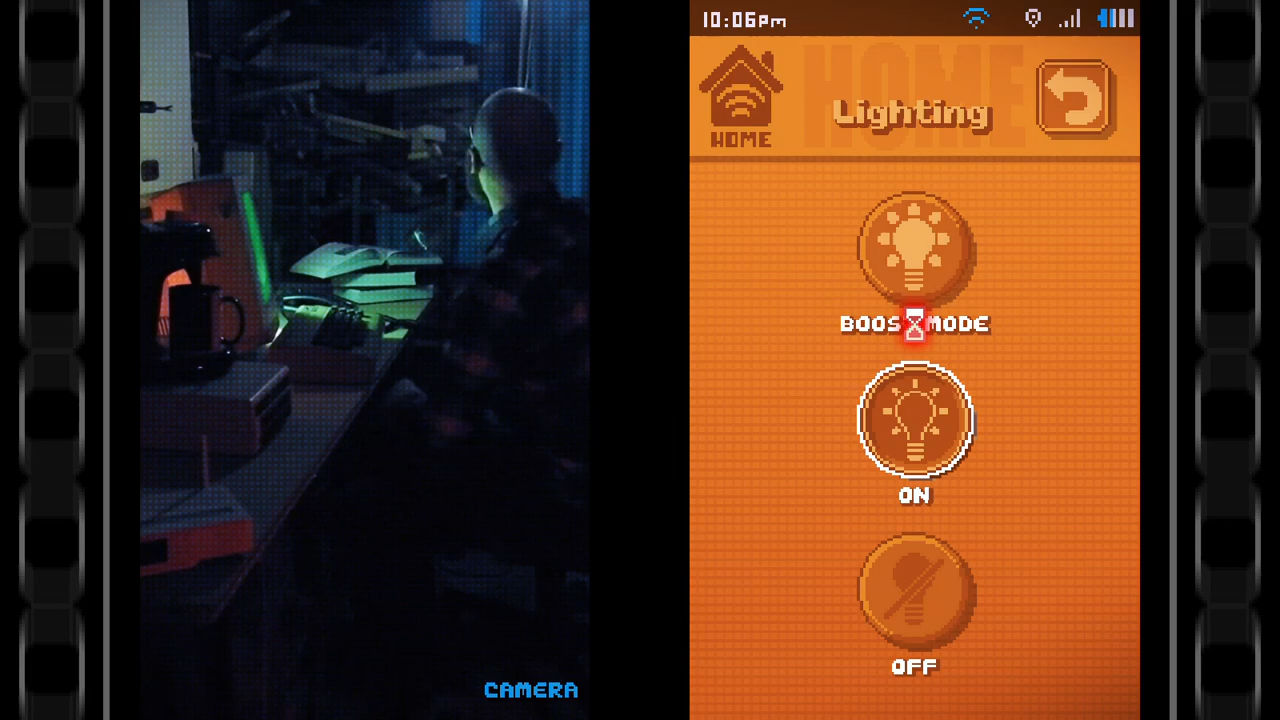 10:06pm
HOME
Lighting
HOME
BOOS MODE
ON
OFF
CAMERA